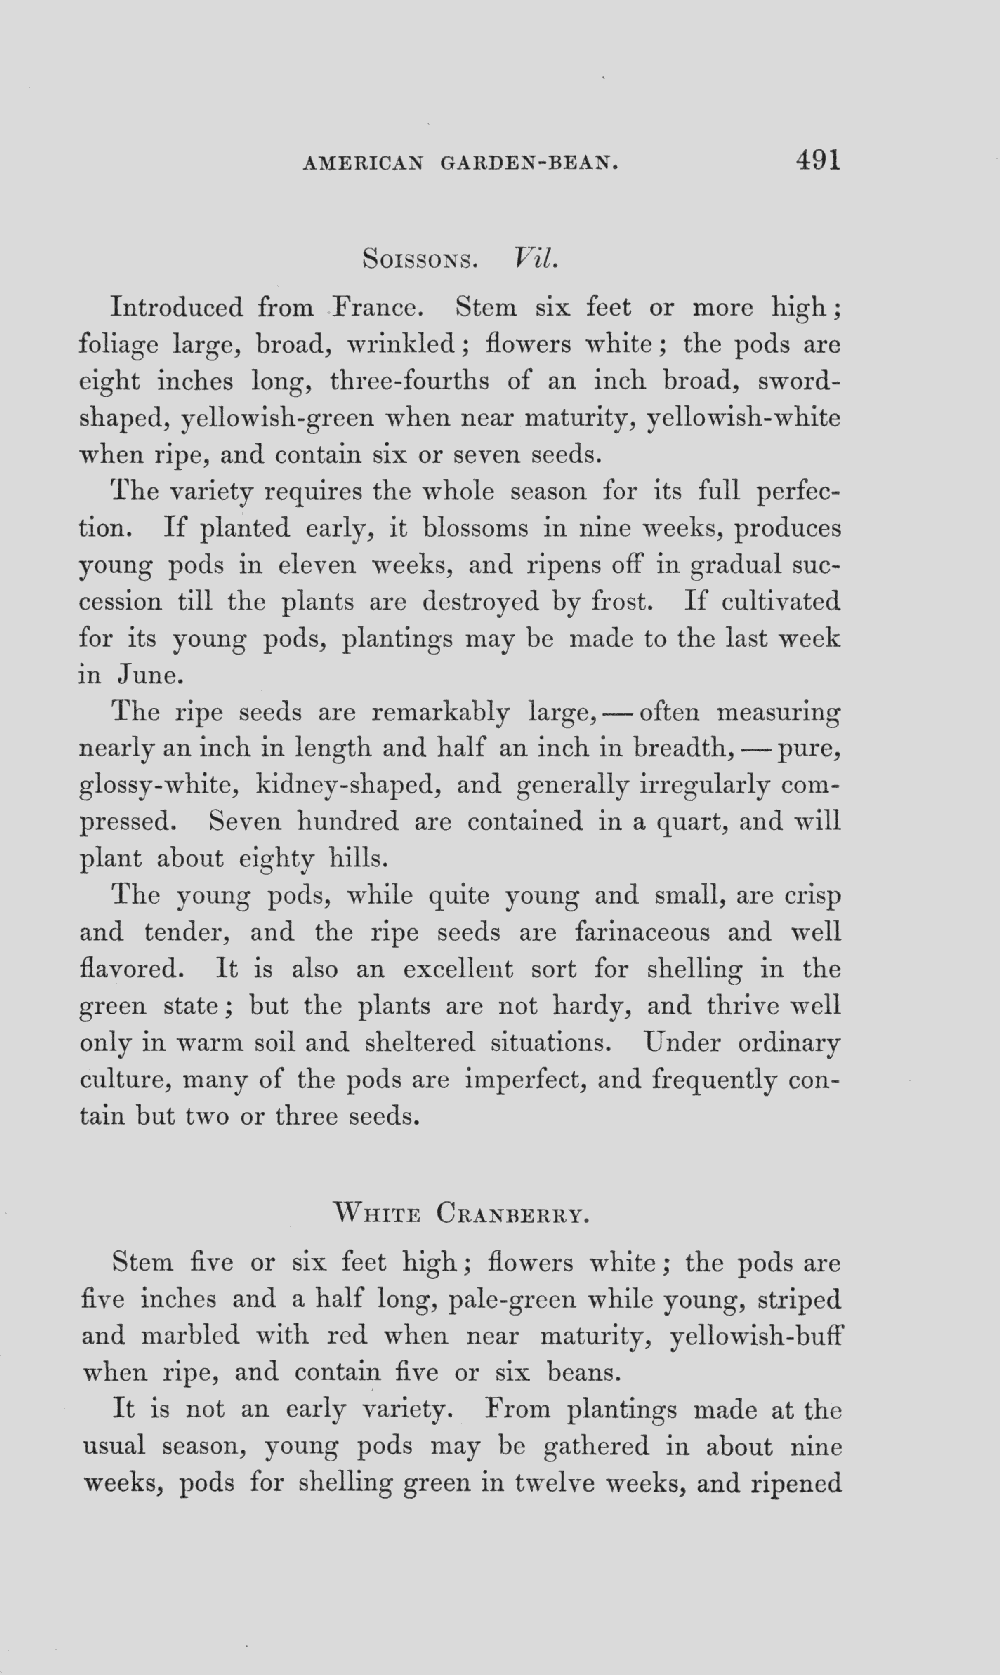 AMERICAN GARDEN-BEAN. 491
SOISSONS. Vil.
Introduced from France. Stem six feet or more high;
foliage large, broad, wrinkled; flowers white; the pods are
eight inches long, three-fourths of an inch broad, sword-
shaped, yellowish-green when near maturity, yellowish-white
when ripe, and contain six or seven seeds.
The variety requires the whole season for its full perfec-
tion. If planted early, it blossoms in nine weeks, produces
young pods in eleven weeks, and ripens off in gradual suc-
cession till the plants are destroyed by frost. If cultivated
for its young pods, plantings may be made to the last week
in June.
The ripe seeds are remarkably large, — often measuring
nearly an inch in length and half an inch in breadth, — pure,
glossy-white, kidney-shaped, and generally irregularly com-
pressed. Seven hundred are contained in a quart, and will
plant about eighty hills.
The young pods, while quite young and small, are crisp
and tender, and the ripe seeds are farinaceous and well
flavored. It is also an excellent sort for shelling in the
green state; but the plants are not hardy, and thrive well
only in warm soil and sheltered situations. Under ordinary
culture, many of the pods are imperfect, and frequently con-
tain but two or three seeds.
WHITE CRANBERRY.
Stem five or six feet high; flowers white; the pods are
five inches and a half long, pale-green while young, striped
and marbled with red when near maturity, yellowish-buff
when ripe, and contain five or six beans.
It is not an early variety. From plantings made at the
usual season, young pods may be gathered in about nine
weeks, pods for shelling green in twelve weeks, and ripened